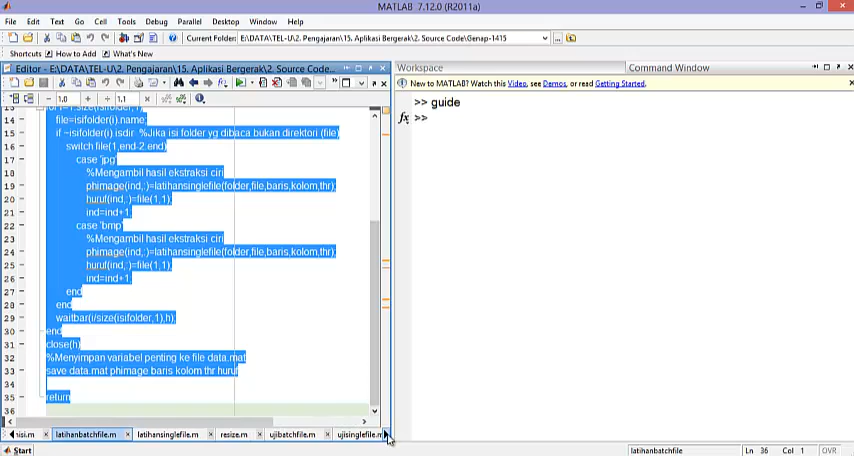 MATLAB 7.12.0 (R2011a)
File Edit Text Go Cell Tools Debug Parallel Desktop Window Help
Current Folder: E:\DATA\TEL-U\2. Pengajaran\15. Aplikasi Bergerak\2. Source Code\Genap-1415
Shortcuts How to Add What's New
Editor - E:\DATA\TEL-U\2. Pengajaran\15. Aplikasi Bergerak\2. Source Code...
1.0 1.1
14 file=isifolder(i).name;
15 if ~isifolder(i).isdir %Jika isi folder yg dibaca bukan direktori (file)
16 switch file(1,end-2:end)
17 case 'jpg'
18 %Mengambil hasil ekstraksi ciri
19 phimage(ind,:)=latihansinglefile(folder,file,baris,kolom,thr);
20 huruf(ind,:)=file(1,1);
21 ind=ind+1;
22 case 'bmp'
23 %Mengambil hasil ekstraksi ciri
24 phimage(ind,:)=latihansinglefile(folder,file,baris,kolom,thr);
25 huruf(ind,:)=file(1,1);
26 ind=ind+1;
27 end
28 end
29 waitbar(i/size(isifolder,1),h);
30 end
31 close(h)
32 %Menyimpan variabel penting ke file data.mat
33 save data.mat phimage baris kolom thr huruf
34
35 return
36
isi.m latihanbatchfile.m latihansinglefile.m resize.m ujibatchfile.m ujisinglefile.m
Workspace Command Window
New to MATLAB? Watch this Video, see Demos, or read Getting Started.
>> guide
fx >>
Start latihanbatchfile Ln 36 Col 1 OVR